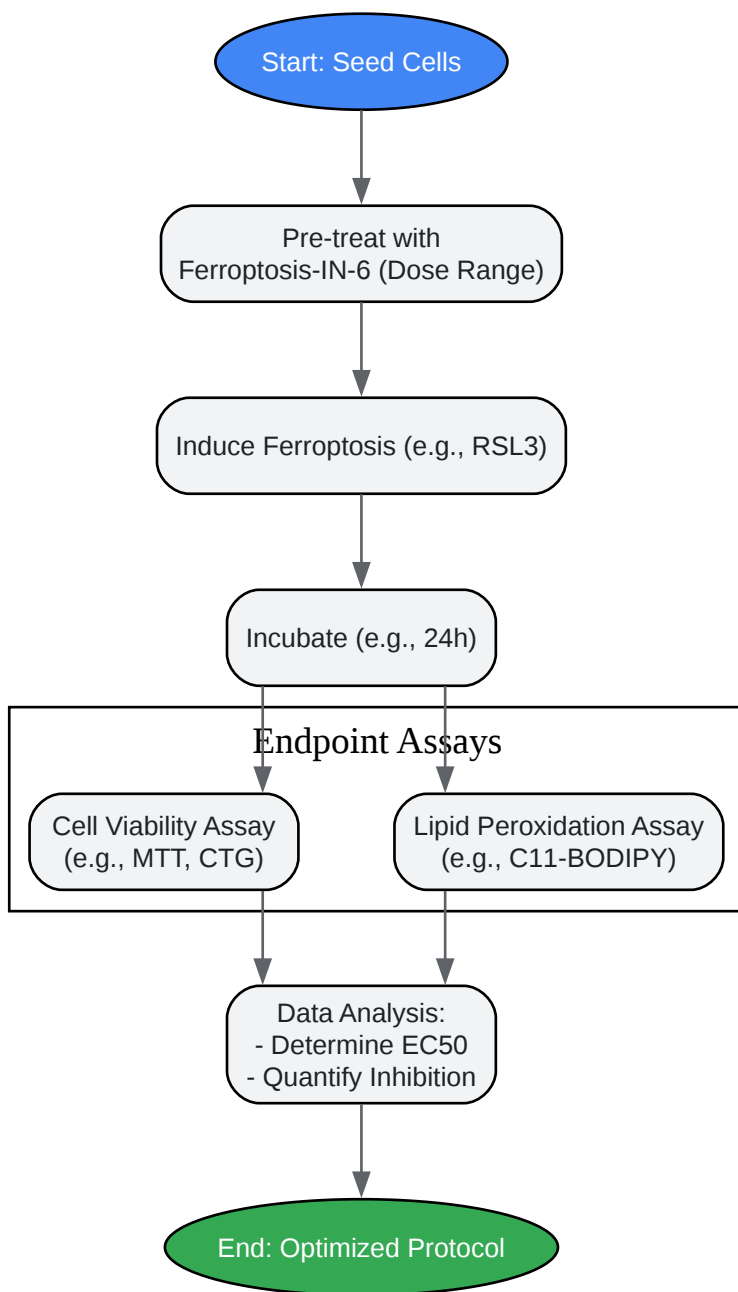 Start: Seed Cells
Pre-treat with
Ferroptosis-IN-6 (Dose Range)
Induce Ferroptosis (e.g., RSL3)
Incubate (e.g., 24h)
Endpoint Assays
Cell Viability Assay
(e.g., MTT, CTG)
Lipid Peroxidation Assay
(e.g., C11-BODIPY)
Data Analysis:
- Determine EC50
- Quantify Inhibition
End: Optimized Protocol